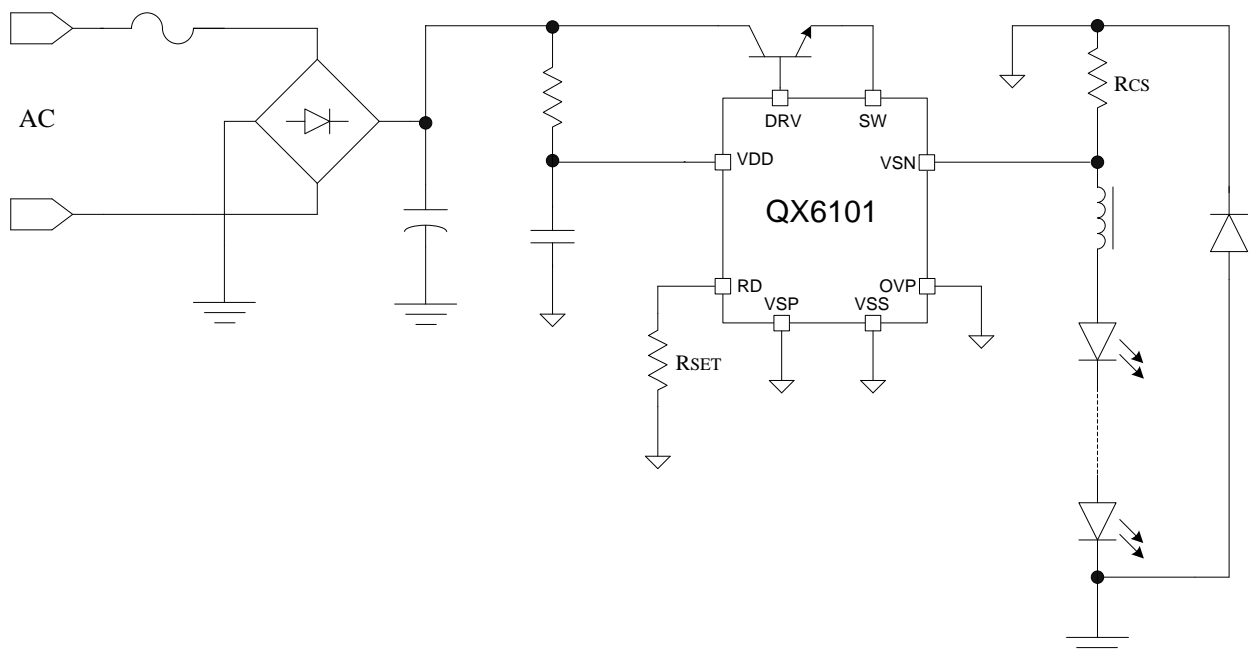 AC
DRV
SW
VDD
VSN
QX6101
RD
OVP
VSP
VSS
RSET
RCS